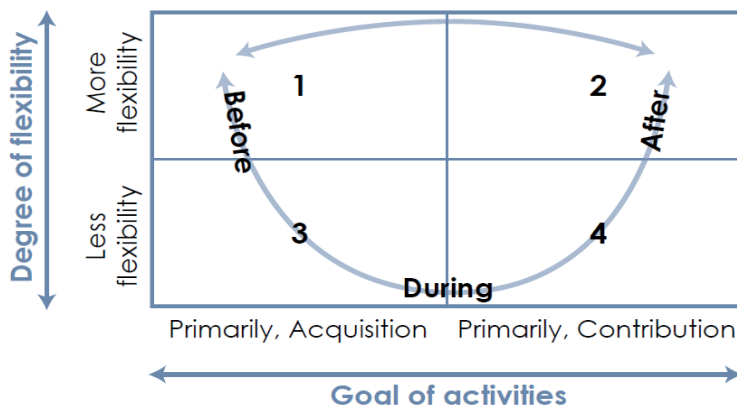 Degree of flexibility
More
flexibility
Less
flexibility
1
2
Before
After
3
4
During
Primarily, Acquisition
Primarily, Contribution
Goal of activities